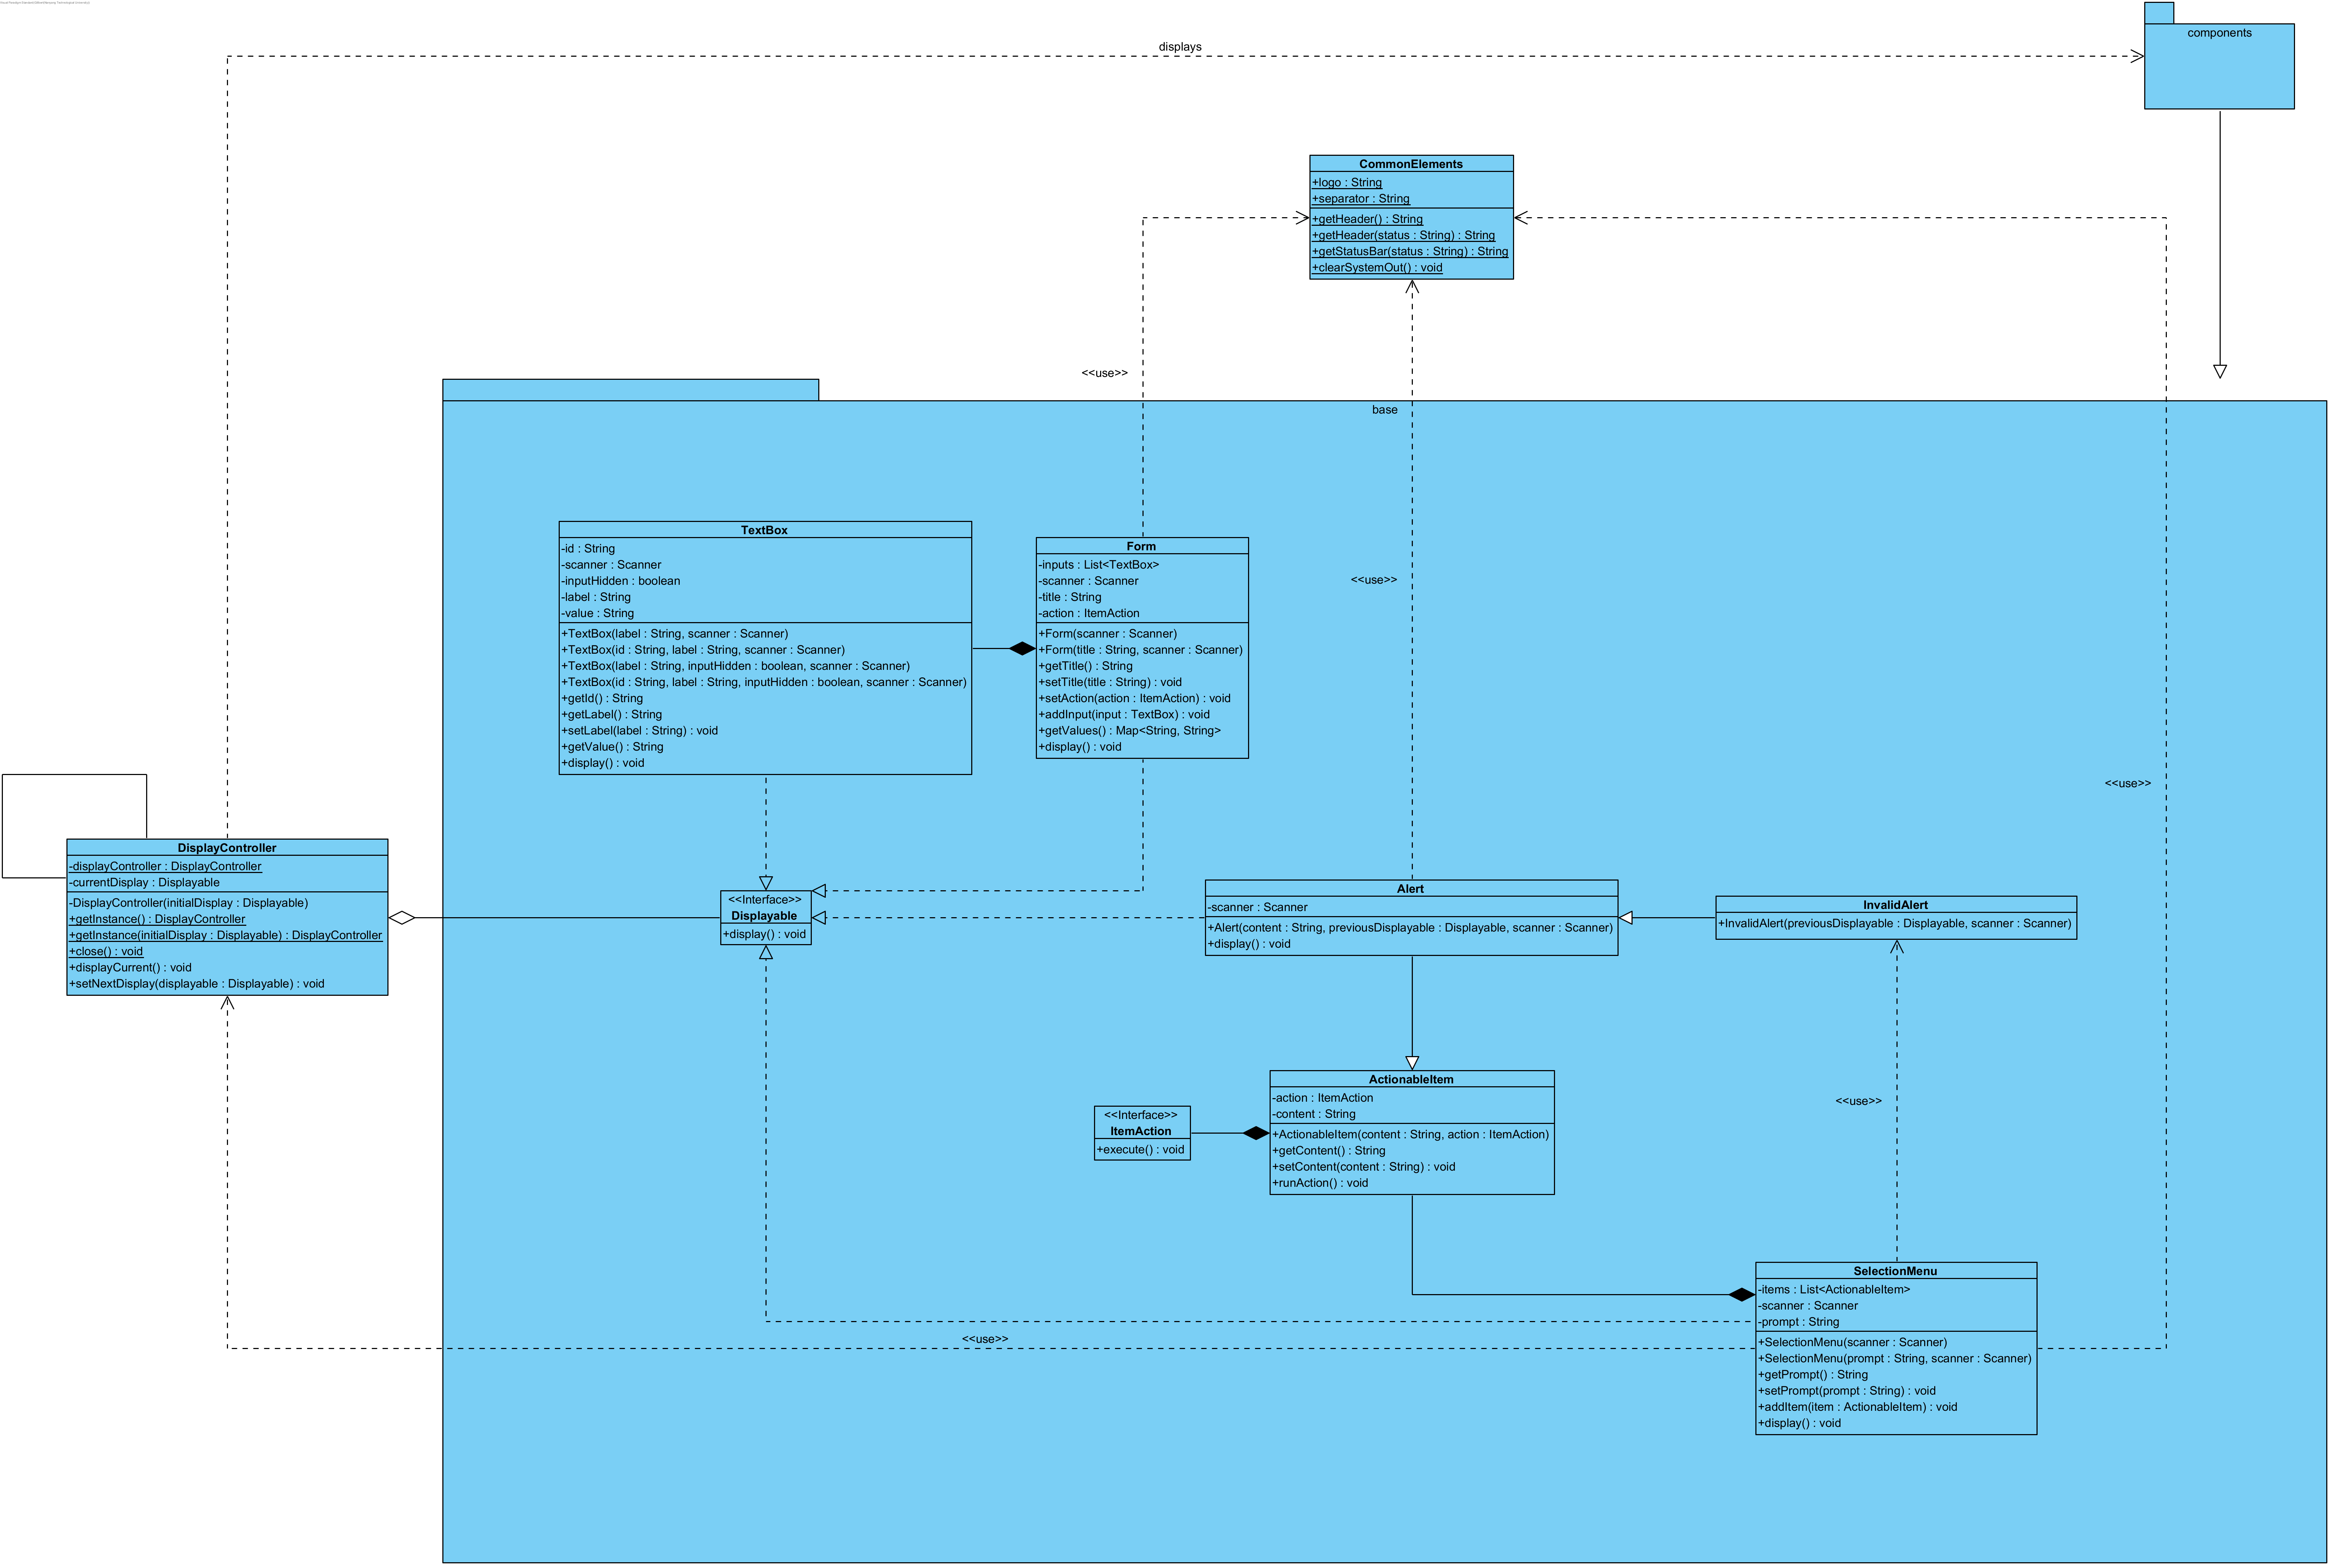 displays
components
CommonElements
+logo : String
+separator : String
+getHeader() : String
+getHeader(status : String) : String
+getStatusBar(status : String) : String
+clearSystemOut() : void
<<use>>
base
TextBox
-id : String
-scanner : Scanner
-inputHidden : boolean
-label : String
-value : String
+TextBox(label : String, scanner : Scanner)
+TextBox(id : String, label : String, scanner : Scanner)
+TextBox(label : String, inputHidden : boolean, scanner : Scanner)
+TextBox(id : String, label : String, inputHidden : boolean, scanner : Scanner)
+getId() : String
+getLabel() : String
+setLabel(label : String) : void
+getValue() : String
+display() : void
Form
-inputs : List<TextBox>
-scanner : Scanner
-title : String
-action : ItemAction
+Form(scanner : Scanner)
+Form(title : String, scanner : Scanner)
+getTitle() : String
+setTitle(title : String) : void
+setAction(action : ItemAction) : void
+addInput(input : TextBox) : void
+getValues() : Map<String, String>
+display() : void
<<use>>
<<use>>
DisplayController
-displayController : DisplayController
-currentDisplay : Displayable
-DisplayController(initialDisplay : Displayable)
+getInstance() : DisplayController
+getInstance(initialDisplay : Displayable) : DisplayController
+close() : void
+displayCurrent() : void
+setNextDisplay(displayable : Displayable) : void
<<Interface>>
Displayable
+display() : void
Alert
-scanner : Scanner
+Alert(content : String, previousDisplayable : Displayable, scanner : Scanner)
+display() : void
InvalidAlert
+InvalidAlert(previousDisplayable : Displayable, scanner : Scanner)
<<Interface>>
ItemAction
+execute() : void
ActionableItem
-action : ItemAction
-content : String
+ActionableItem(content : String, action : ItemAction)
+getContent() : String
+setContent(content : String) : void
+runAction() : void
<<use>>
SelectionMenu
-items : List<ActionableItem>
-scanner : Scanner
-prompt : String
+SelectionMenu(scanner : Scanner)
+SelectionMenu(prompt : String, scanner : Scanner)
+getPrompt() : String
+setPrompt(prompt : String) : void
+addItem(item : ActionableItem) : void
+display() : void
<<use>>